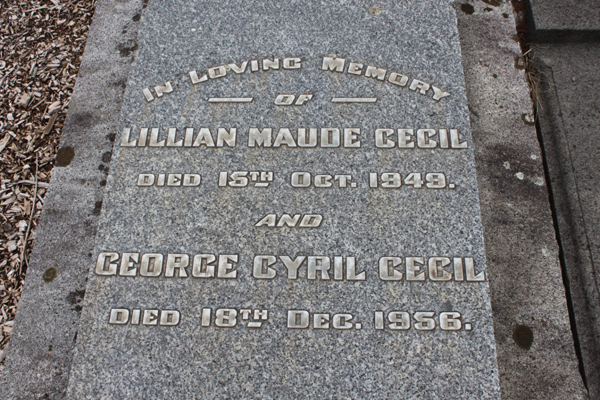 In Loving Memory
— OF —
LILLIAN MAUDE CECIL
DIED 15TH OCT. 1949.
AND
GEORGE CYRIL CECIL
DIED 18TH DEC. 1956.